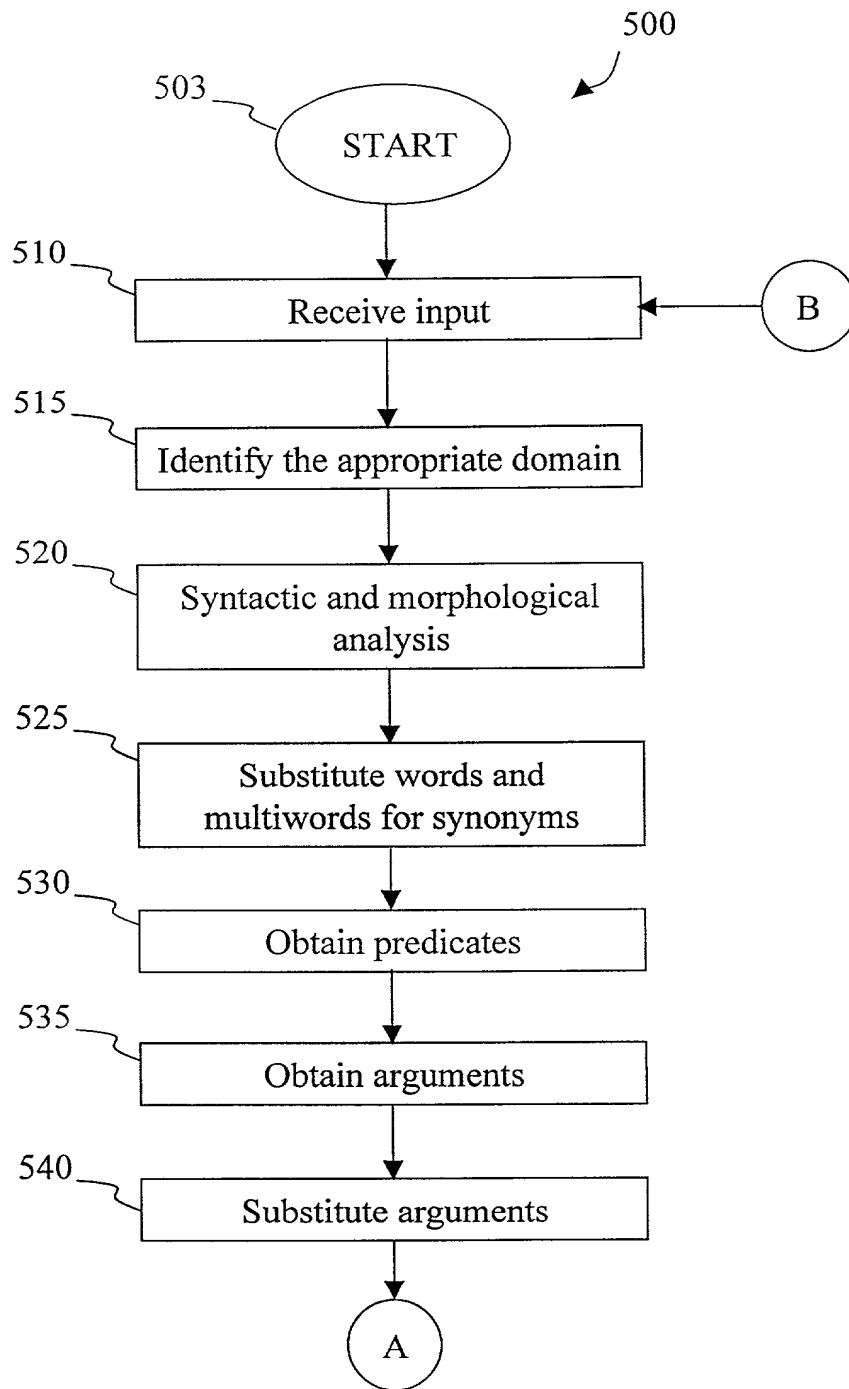 500
503
START
510
Receive input
B
515
Identify the appropriate domain
520
Syntactic and morphological
analysis
525
Substitute words and
multiwords for synonyms
530
Obtain predicates
535
Obtain arguments
540
Substitute arguments
A